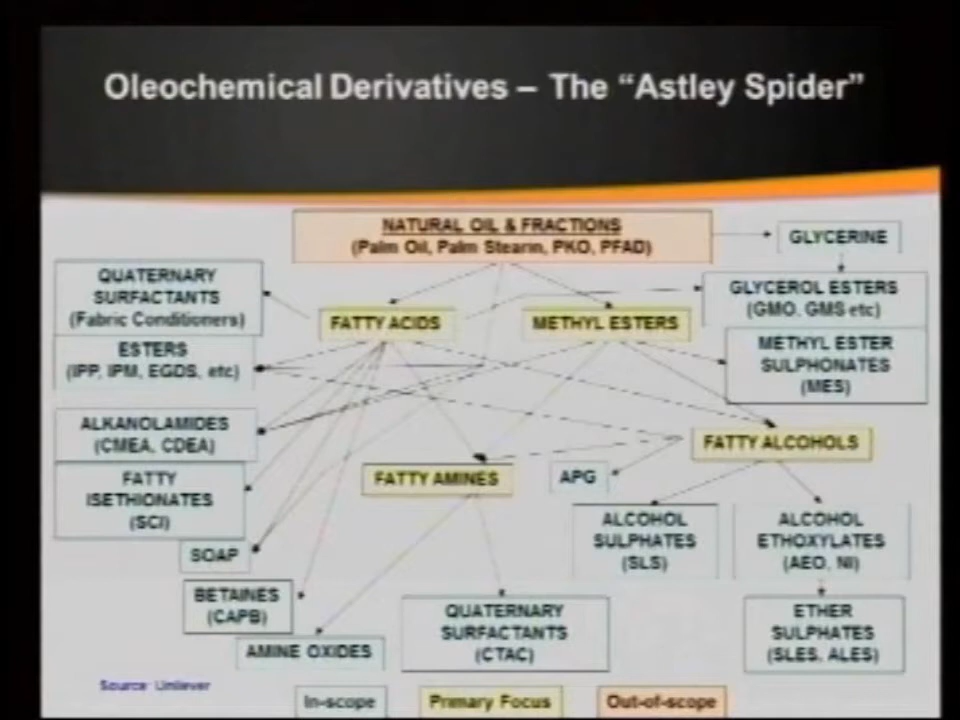 Oleochemical Derivatives – The “Astley Spider”
NATURAL OIL & FRACTIONS
(Palm Oil, Palm Stearin, PKO, PFAD)
GLYCERINE
QUATERNARY
SURFACTANTS
(Fabric Conditioners)
GLYCEROL ESTERS
(GMO, GMS etc)
FATTY ACIDS
METHYL ESTERS
ESTERS
(IPP, IPM, EGDS, etc)
METHYL ESTER
SULPHONATES
(MES)
ALKANOLAMIDES
(CMEA, CDEA)
FATTY ALCOHOLS
FATTY
ISETHIONATES
(SCI)
FATTY AMINES
APG
ALCOHOL
SULPHATES
(SLS)
ALCOHOL
ETHOXYLATES
(AEO, NI)
SOAP
BETAINES
(CAPB)
QUATERNARY
SURFACTANTS
(CTAC)
ETHER
SULPHATES
(SLES, ALES)
AMINE OXIDES
Source: Unilever
In-scope
Primary Focus
Out-of-scope